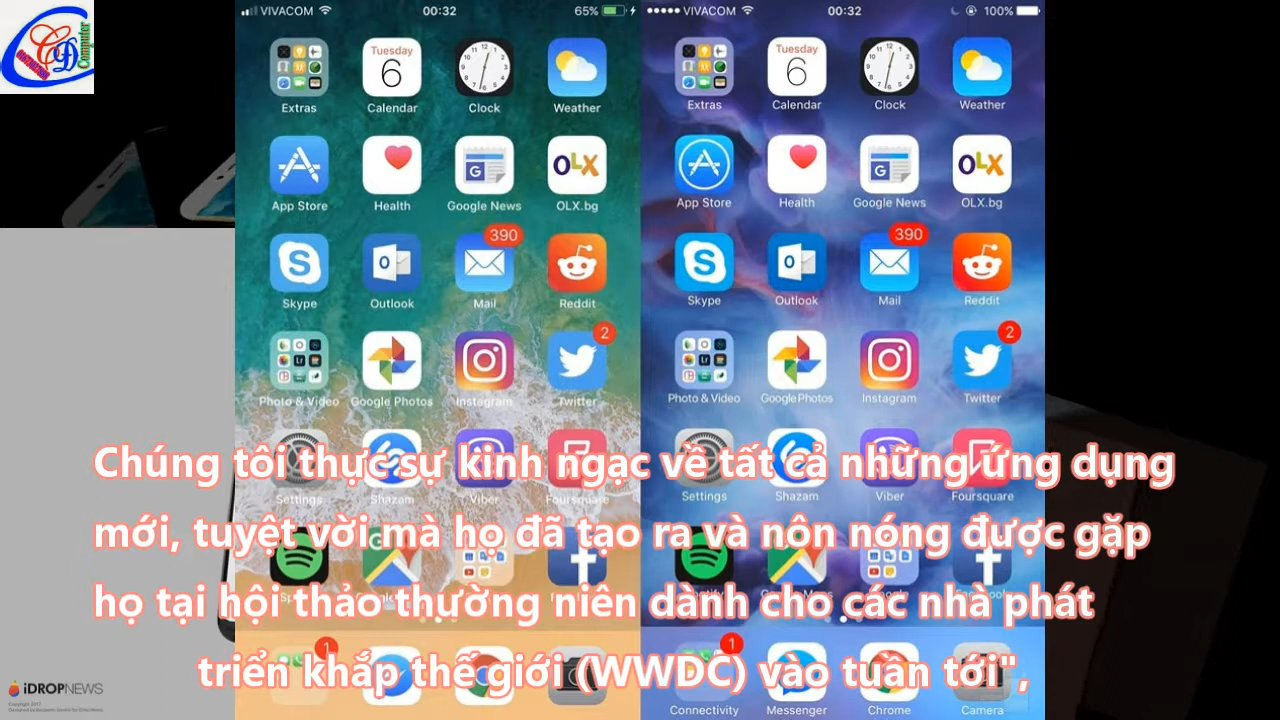 VIVACOM 00:32 65%
VIVACOM 00:32 100%
Computer
Tuesday
6
Tuesday
6
Extras Calendar Clock Weather
Extras Calendar Clock Weather
OLX
OLX
App Store Health Google News OLX.bg
App Store Health Google News OLX.bg
390
390
Skype Outlook Mail Reddit
Skype Outlook Mail Reddit
2
2
Photo & Video Google Photos Instagram Twitter
Photo & Video Google Photos Instagram Twitter
Chúng tôi thực sự kinh ngạc về tất cả những ứng dụng
Settings Shazam Viber Foursquare
Settings Shazam Viber Foursquare
mới, tuyệt vời mà họ đã tạo ra và nôn nóng được gặp
họ tại hội thảo thường niên dành cho các nhà phát
1
1
triển khắp thế giới (WWDC) vào tuần tới",
iDROPNEWS
Connectivity Messenger Chrome Camera